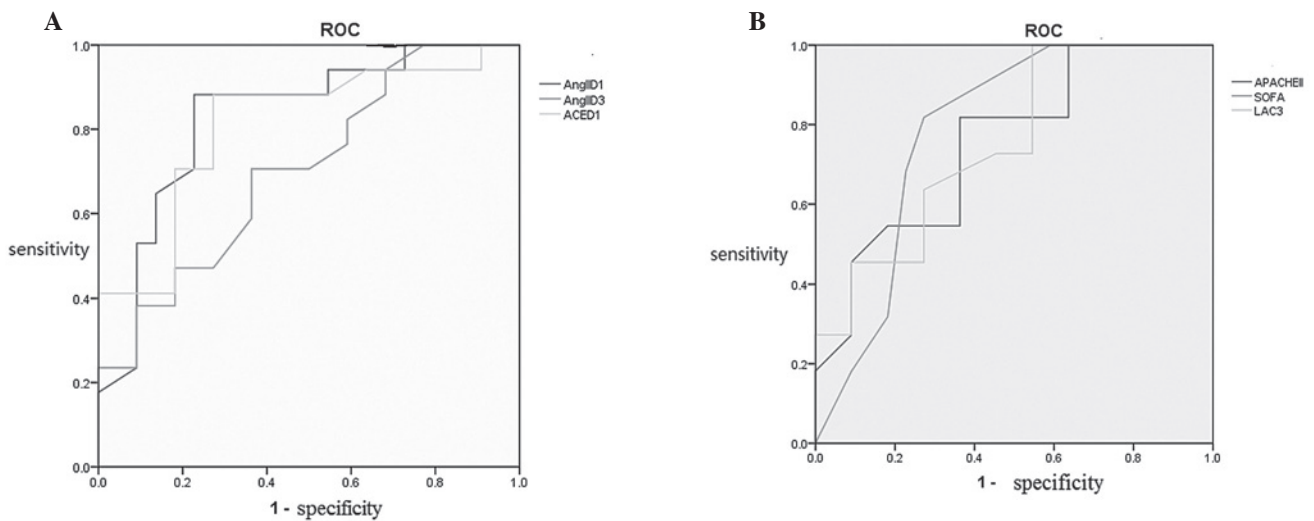 A
ROC
1.0
0.8
0.6
0.4
0.2
0.0
0.0 0.2 0.4 0.6 0.8 1.0
sensitivity
1 - specificity
AngIID1
AngIID3
ACED1
B
ROC
1.0
0.8
0.6
0.4
0.2
0.0
0.0 0.2 0.4 0.6 0.8 1.0
sensitivity
1 - specificity
APACHEII
SOFA
LAC3